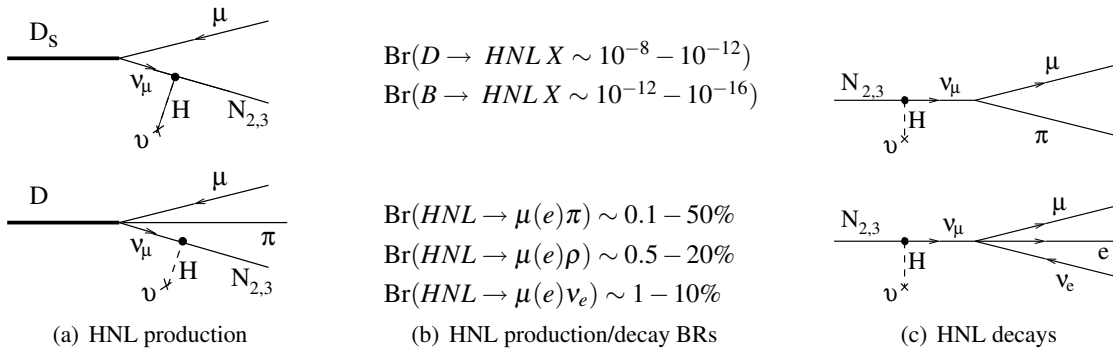 D_S
μ
ν_μ
H
υ
N_{2,3}
D
μ
π
ν_μ
H
υ
N_{2,3}
(a) HNL production
Br(D → HNL X ∼ 10^{−8} − 10^{−12})
Br(B → HNL X ∼ 10^{−12} − 10^{−16})
Br(HNL → μ(e)π) ∼ 0.1 − 50%
Br(HNL → μ(e)ρ) ∼ 0.5 − 20%
Br(HNL → μ(e)ν_e) ∼ 1 − 10%
(b) HNL production/decay BRs
N_{2,3}
ν_μ
μ
H
υ
π
N_{2,3}
ν_μ
μ
H
υ
e
ν_e
(c) HNL decays